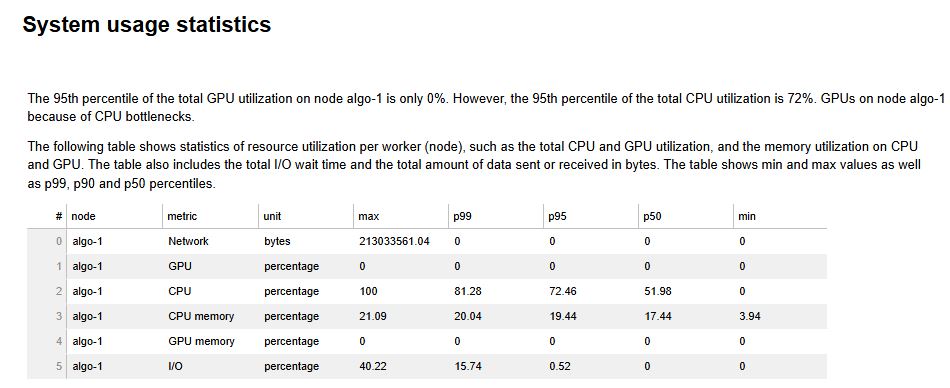 System usage statistics
The 95th percentile of the total GPU utilization on node algo-1 is only 0%. However, the 95th percentile of the total CPU utilization is 72%. GPUs on node algo-1
because of CPU bottlenecks.
The following table shows statistics of resource utilization per worker (node), such as the total CPU and GPU utilization, and the memory utilization on CPU
and GPU. The table also includes the total I/O wait time and the total amount of data sent or received in bytes. The table shows min and max values as well
as p99, p90 and p50 percentiles.
# node metric unit max p99 p95 p50 min
0 algo-1 Network bytes 213033561.04 0 0 0 0
1 algo-1 GPU percentage 0 0 0 0 0
2 algo-1 CPU percentage 100 81.28 72.46 51.98 0
3 algo-1 CPU memory percentage 21.09 20.04 19.44 17.44 3.94
4 algo-1 GPU memory percentage 0 0 0 0 0
5 algo-1 I/O percentage 40.22 15.74 0.52 0 0